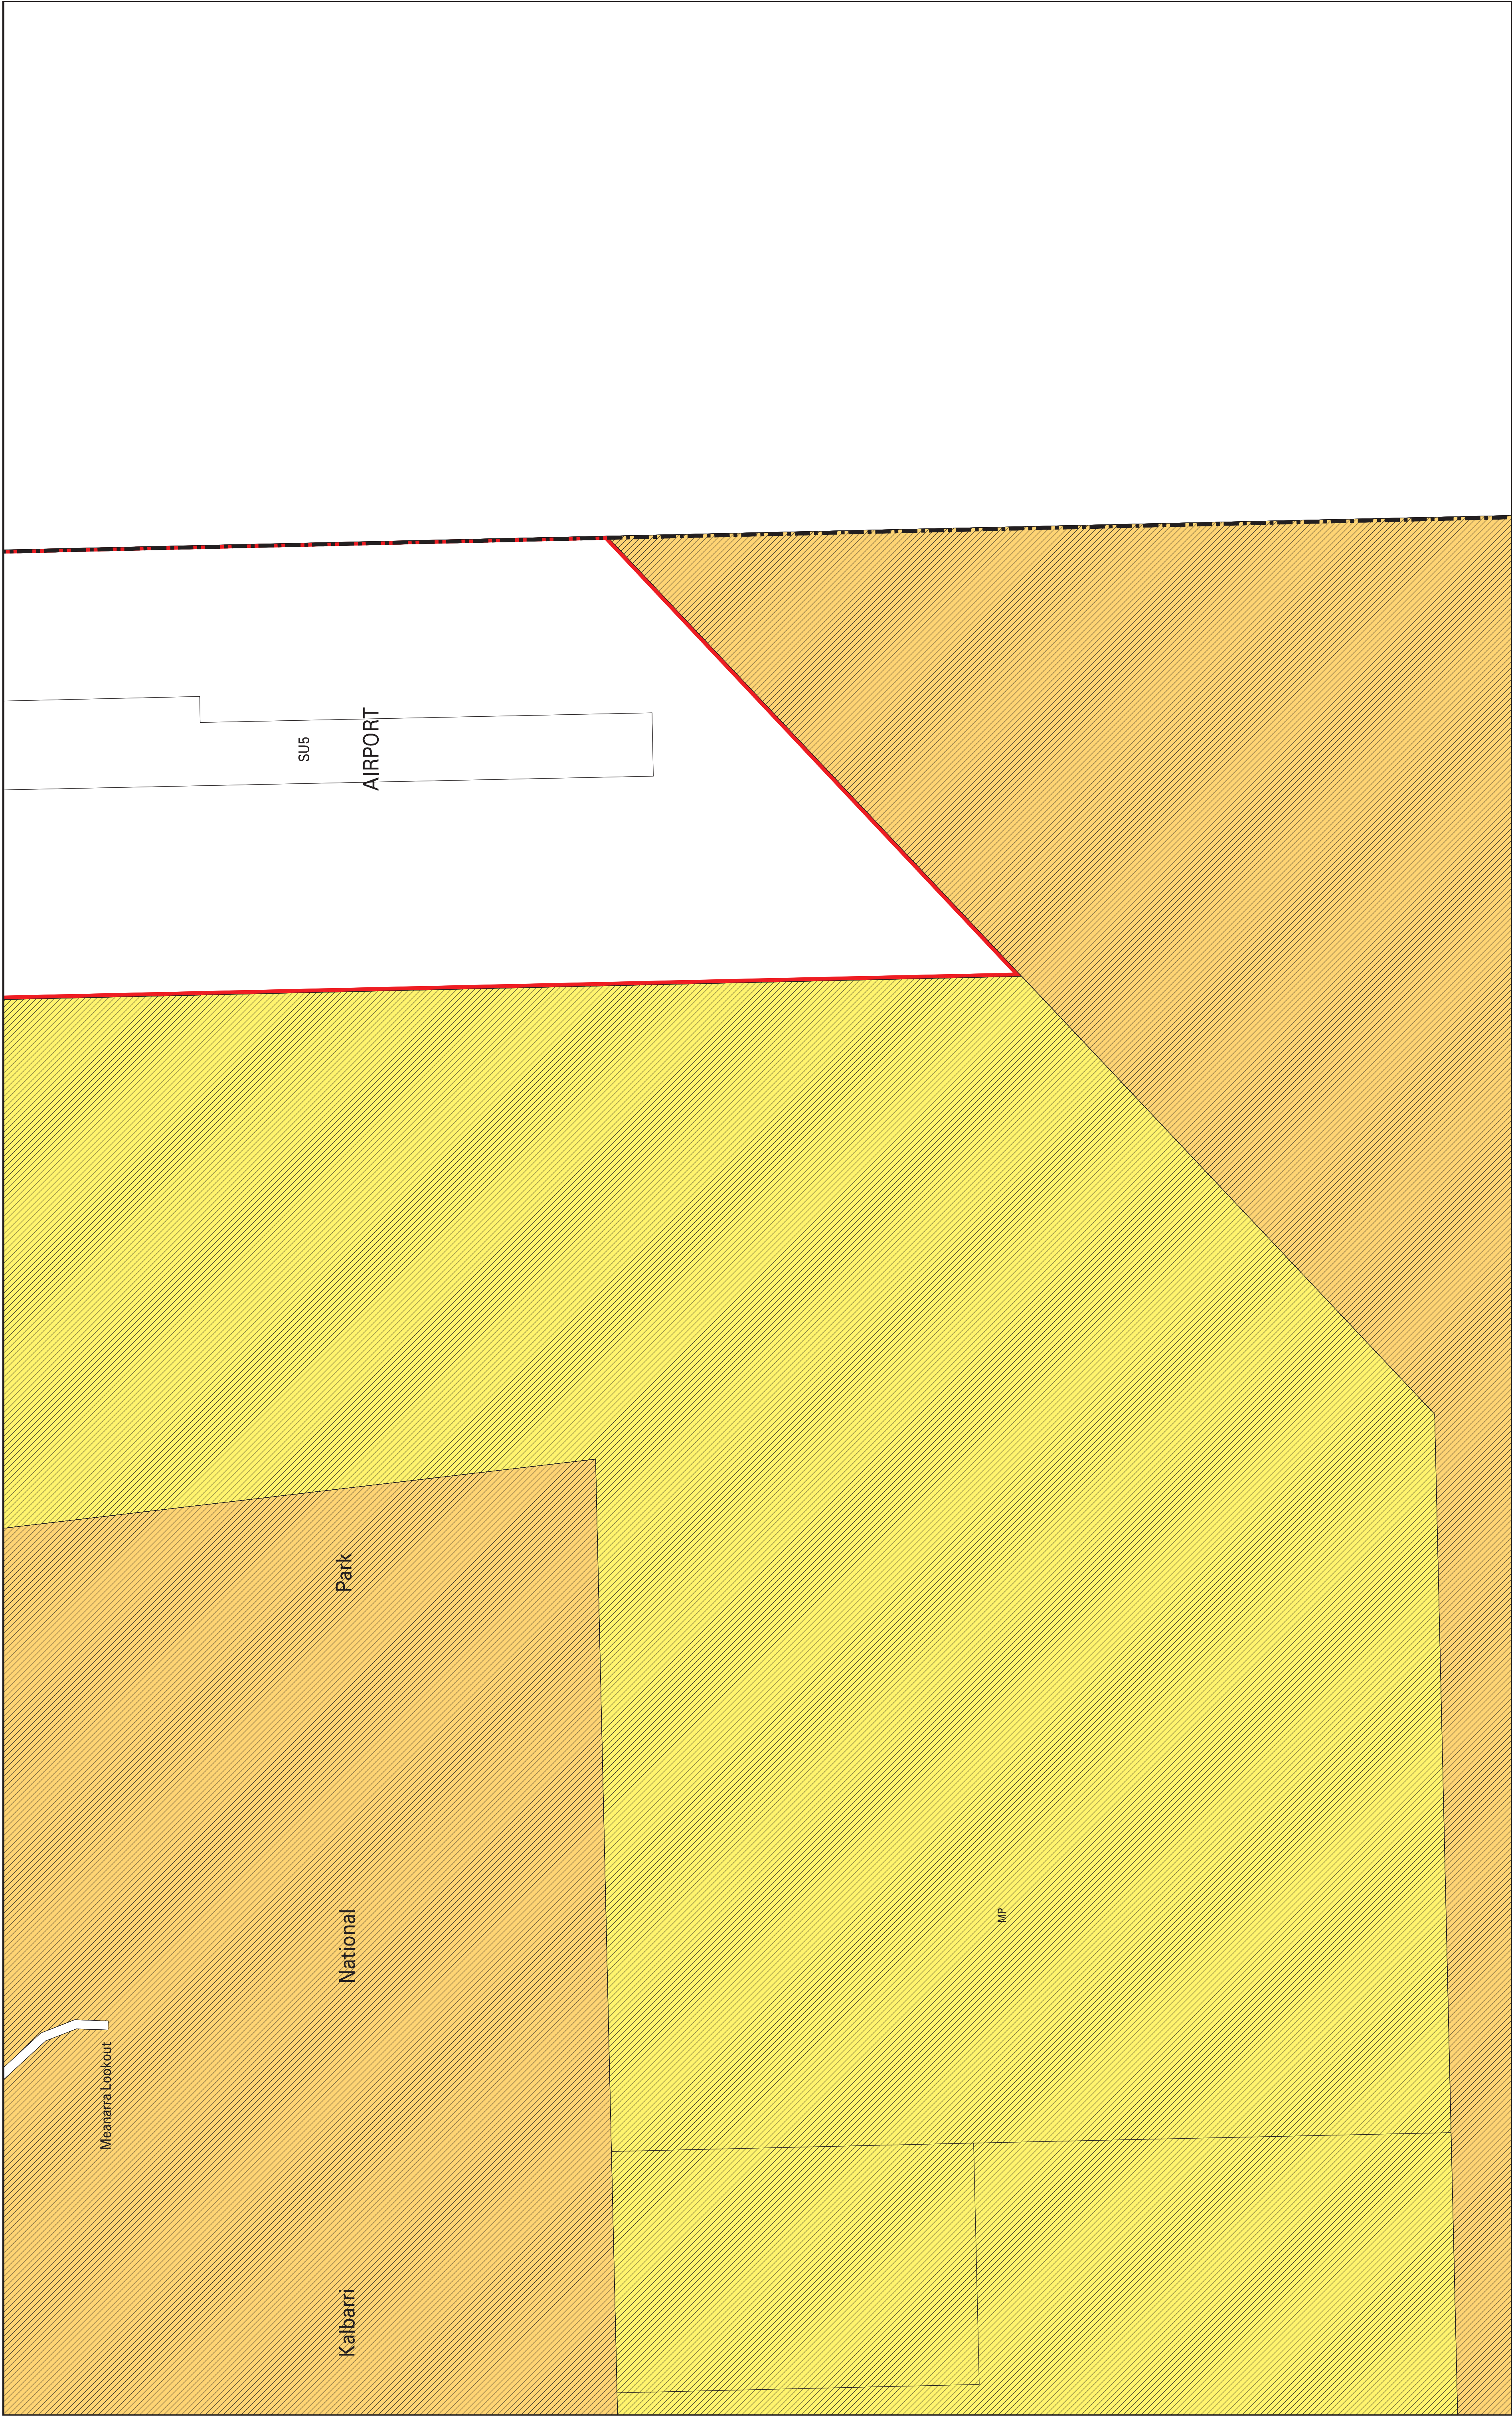 SU5
AIRPORT
Kalbarri National Park
Meanarra Lookout
MP